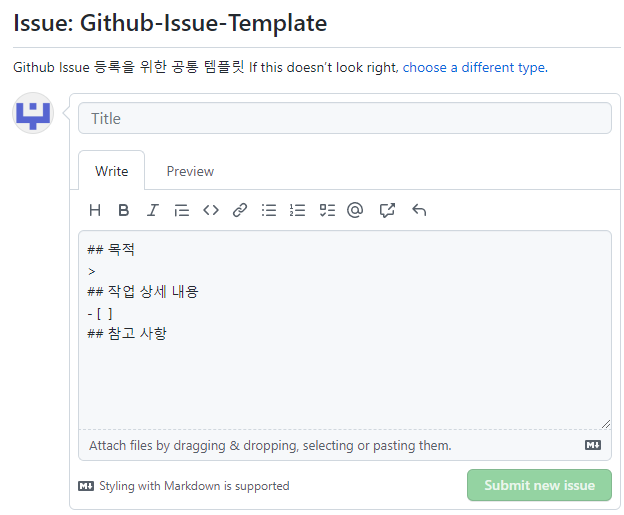 Issue: Github-Issue-Template
Github Issue 등록을 위한 공통 템플릿 If this doesn't look right, choose a different type.
Title
Write Preview
## 목적
>
## 작업 상세 내용
- [ ]
## 참고 사항
Attach files by dragging & dropping, selecting or pasting them.
Styling with Markdown is supported
Submit new issue